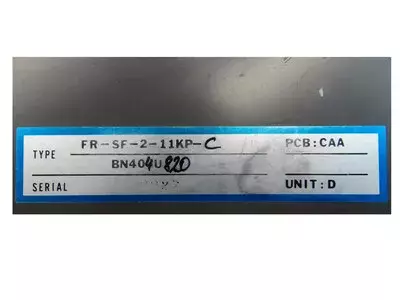 TYPE FR-SF-2-11KP-C PCB:CAA
BN404U820
SERIAL UNIT:D